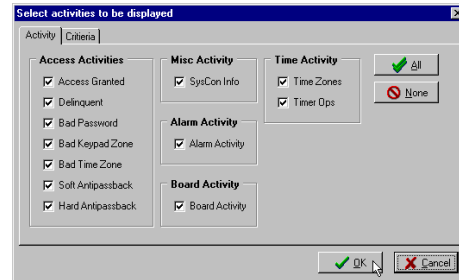 Select activities to be displayed
Activity
Critieria
Access Activities
Access Granted
Delinquent
Bad Password
Bad Keypad Zone
Bad Time Zone
Soft Antipassback
Hard Antipassback
Misc Activity
SysCon Info
Alarm Activity
Alarm Activity
Board Activity
Board Activity
Time Activity
Time Zones
Timer Ops
All
None
OK
Cancel